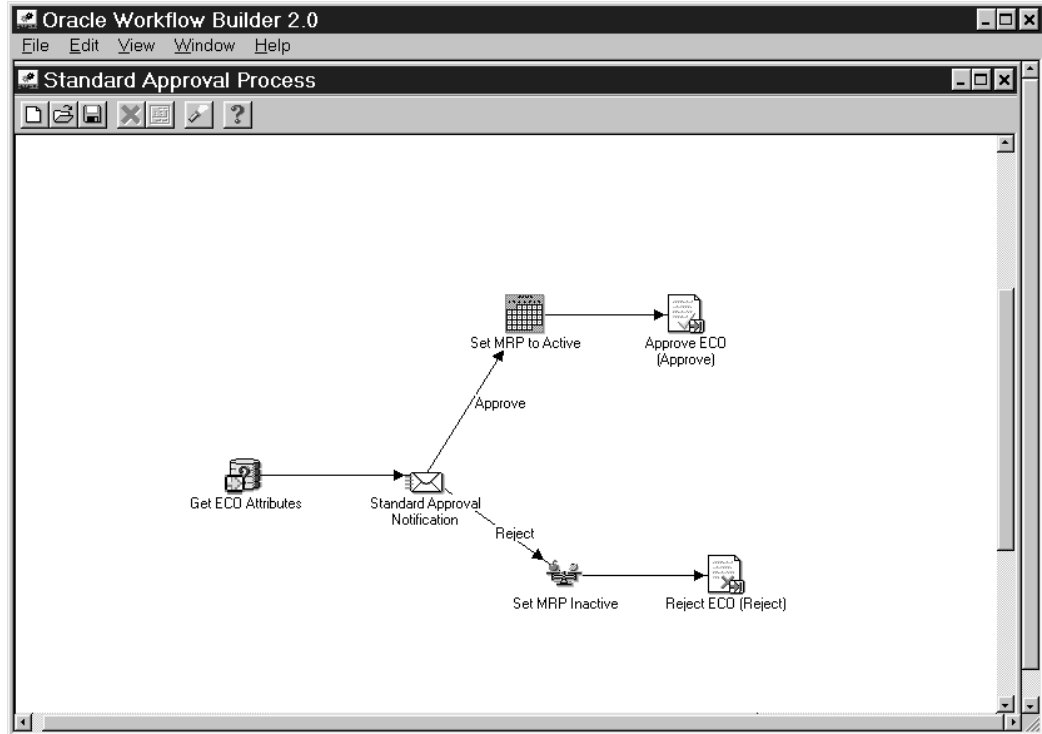 Oracle Workflow Builder 2.0
File Edit View Window Help
Standard Approval Process
Set MRP to Active
Approve ECO
(Approve)
Approve
Get ECO Attributes
Standard Approval
Notification
Reject
Set MRP Inactive
Reject ECO (Reject)